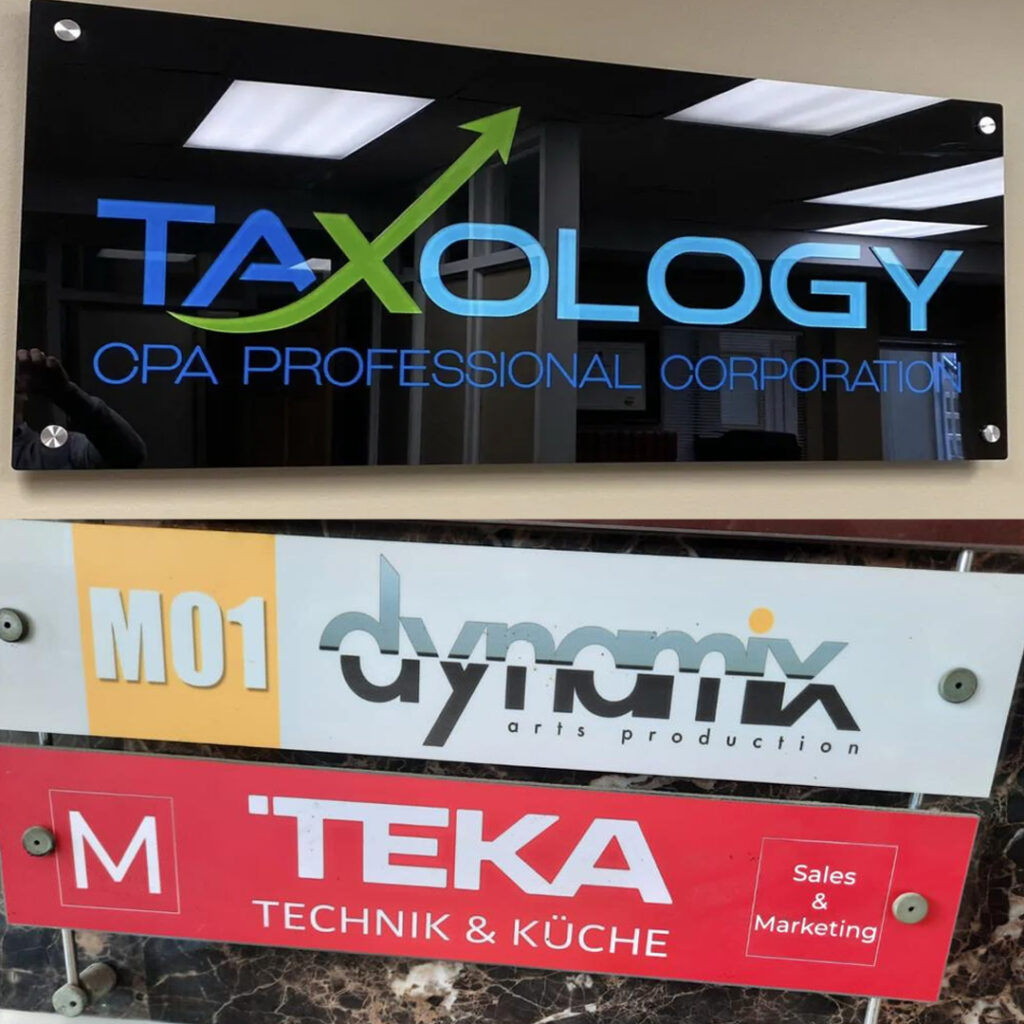 TAXOLOGY
CPA PROFESSIONAL CORPORATION
M01
dynamix
arts production
M
TEKA
TECHNIK & KÜCHE
Sales
&
Marketing